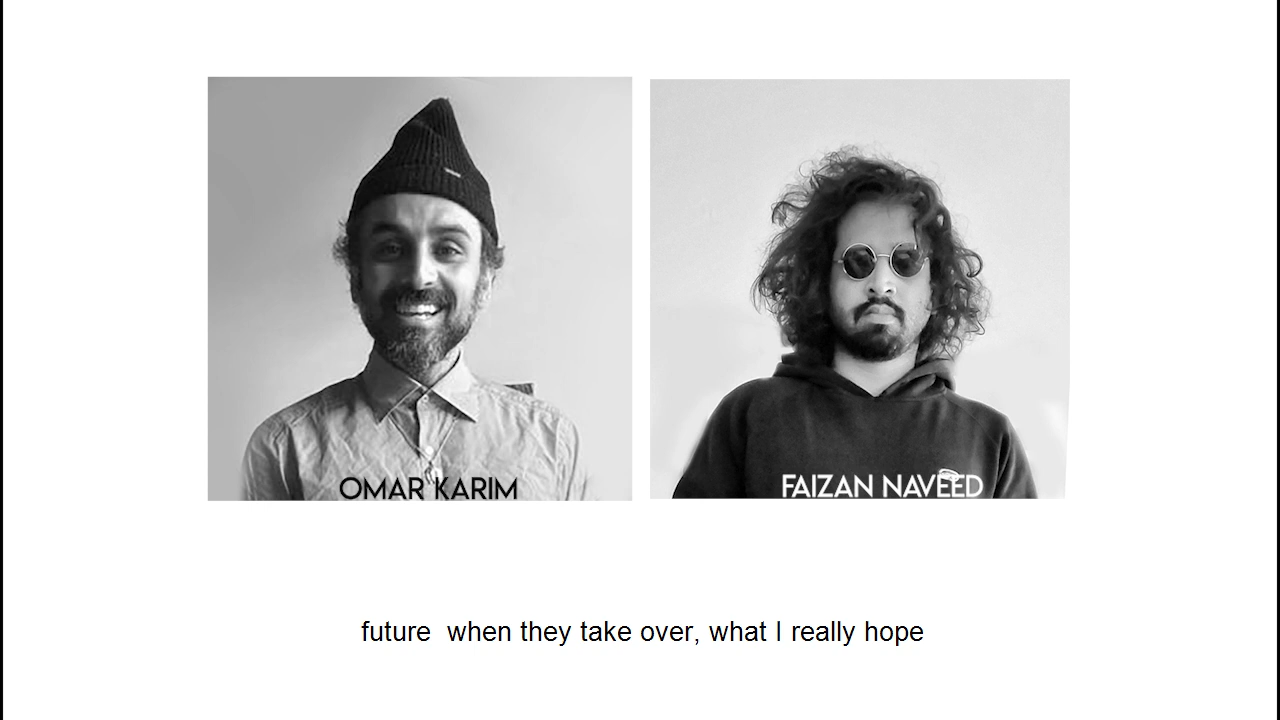 OMAR KARIM
FAIZAN NAVEED
future  when they take over, what I really hope